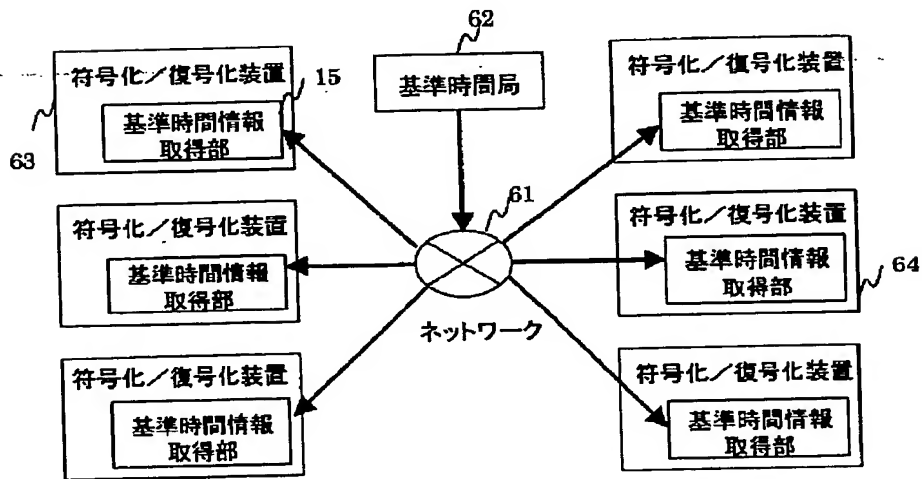 62
符号化／復号化装置
15
基準時間情報
取得部
63
基準時間局
符号化／復号化装置
基準時間情報
取得部
61
符号化／復号化装置
基準時間情報
取得部
ネットワーク
符号化／復号化装置
基準時間情報
取得部
64
符号化／復号化装置
基準時間情報
取得部
符号化／復号化装置
基準時間情報
取得部